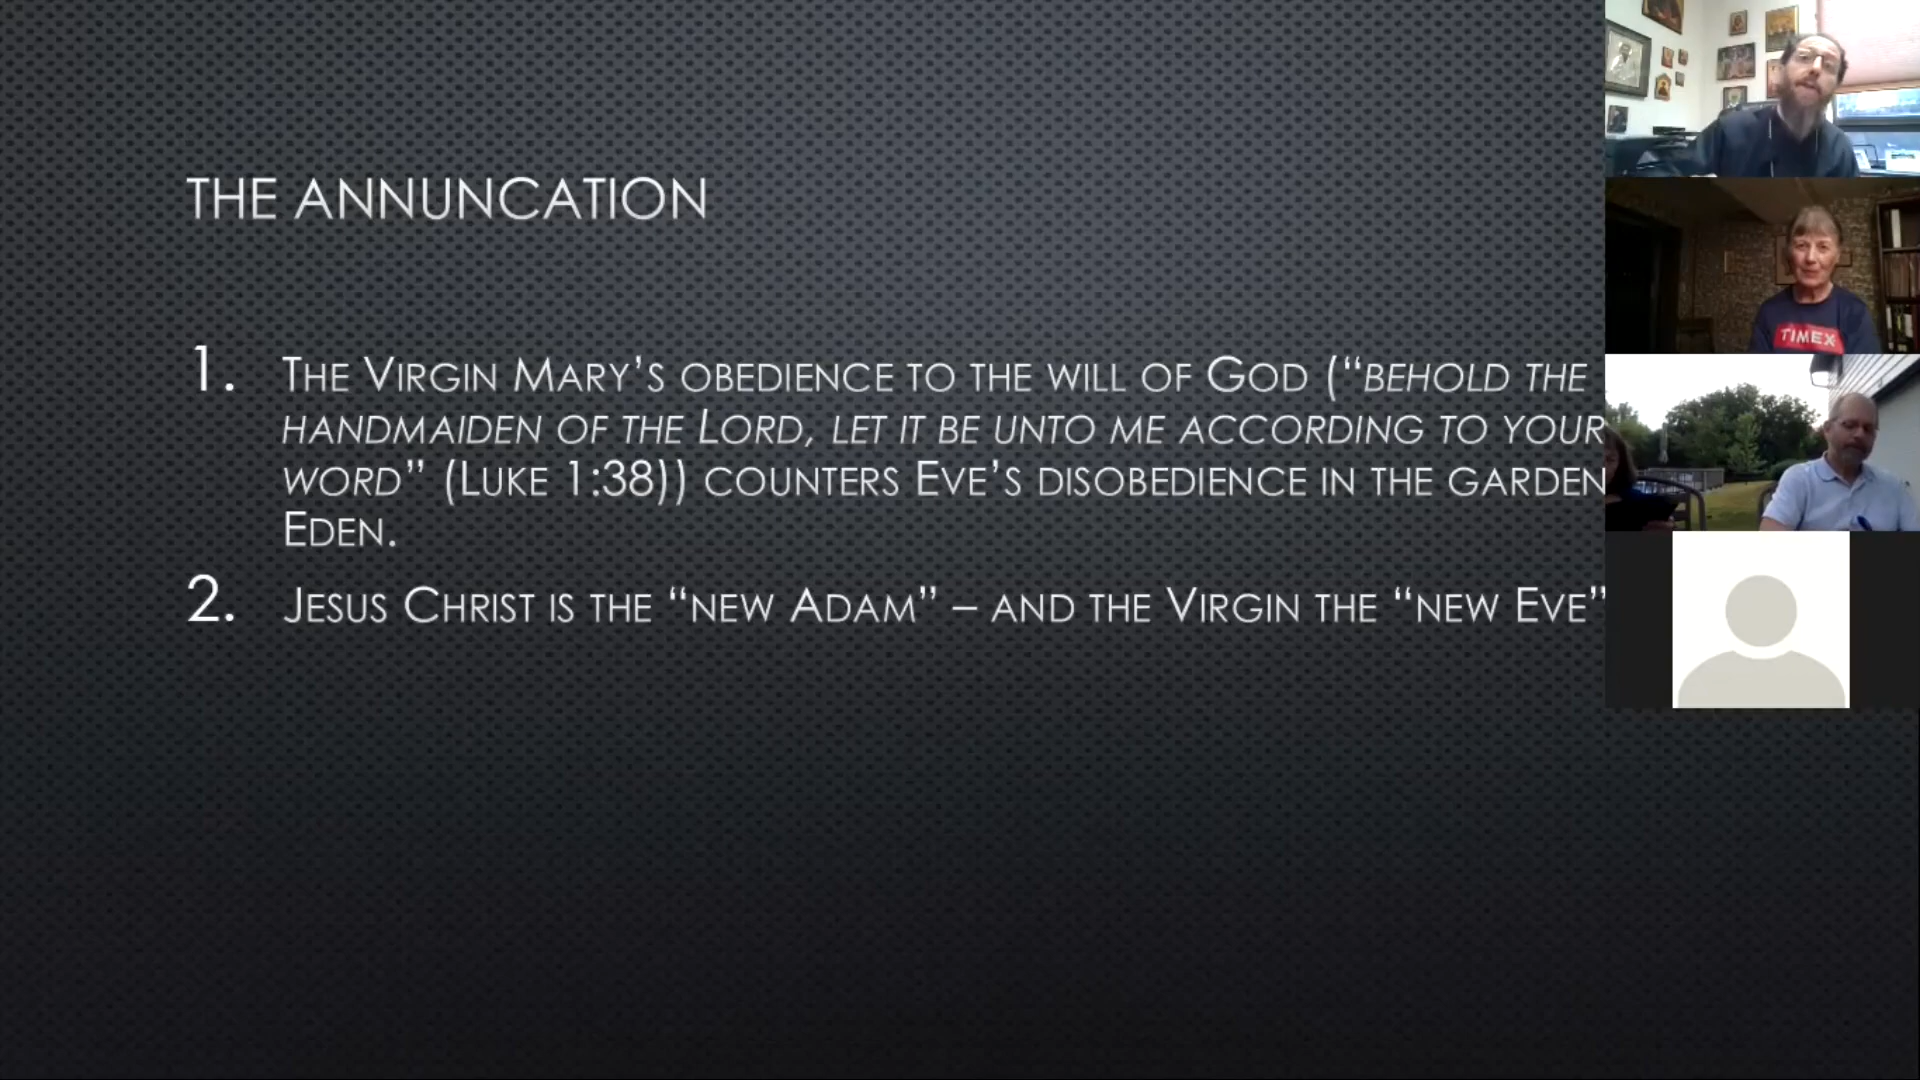 THE ANNUNCATION
1. THE VIRGIN MARY’S OBEDIENCE TO THE WILL OF GOD (“BEHOLD THE
HANDMAIDEN OF THE LORD, LET IT BE UNTO ME ACCORDING TO YOUR
WORD” (LUKE 1:38)) COUNTERS EVE’S DISOBEDIENCE IN THE GARDEN
EDEN.
2. JESUS CHRIST IS THE “NEW ADAM” – AND THE VIRGIN THE “NEW EVE”
TIMEX